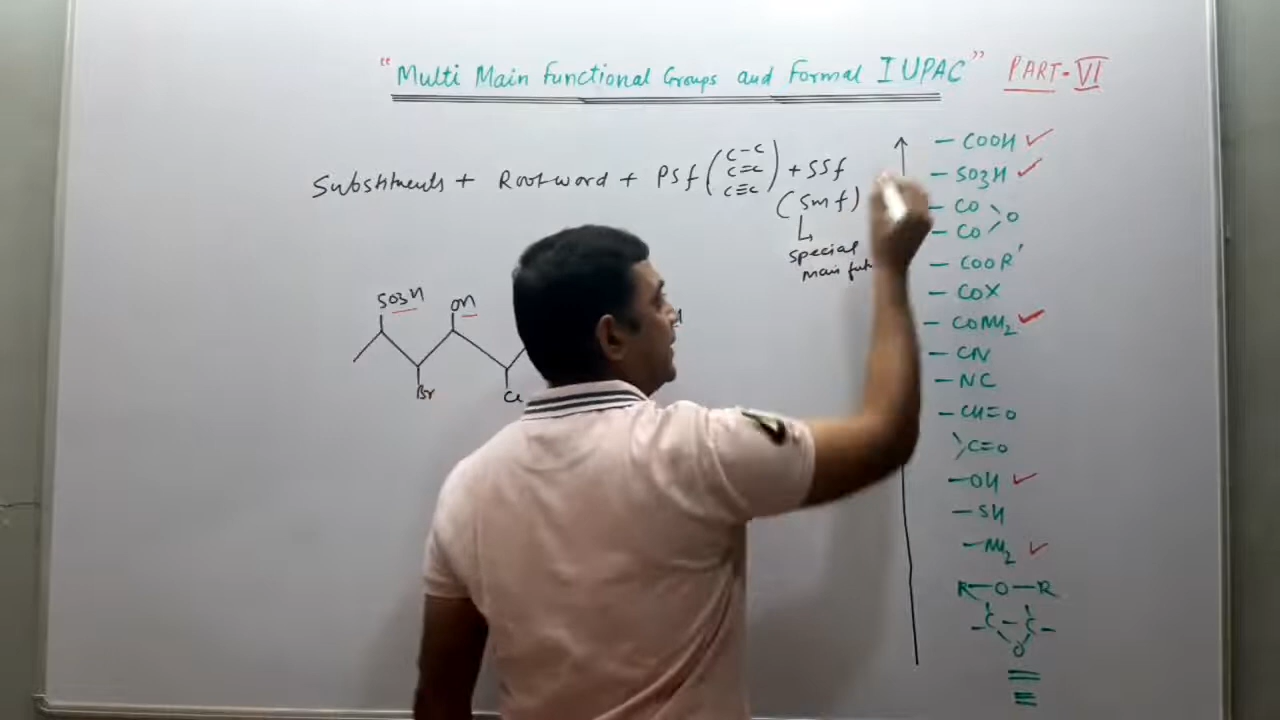 "Multi Main Functional Groups and Formal IUPAC" PART-VI
Substituents + Rootword + Psf ( C-C C=C C≡C ) + SSf
(Smf)
special
main
SO3H OH
Br Cl
- COOH ✓
- SO3H ✓
- CO
- CO > O
- COOR'
- COX
- CONH2 ✓
- CN
- NC
- CH=O
>C=O
-OH ✓
-SH
-NH2 ✓
R-O-R
-C-C-
O
=
≡